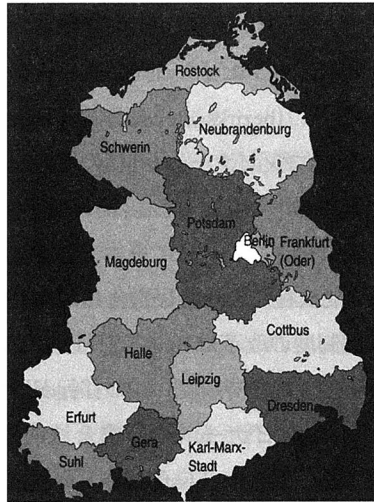 Rostock
Neubrandenburg
Schwerin
Potsdam
Berlin
Frankfurt
(Oder)
Magdeburg
Cottbus
Halle
Leipzig
Dresden
Erfurt
Gera
Karl-Marx-
Stadt
Suhl